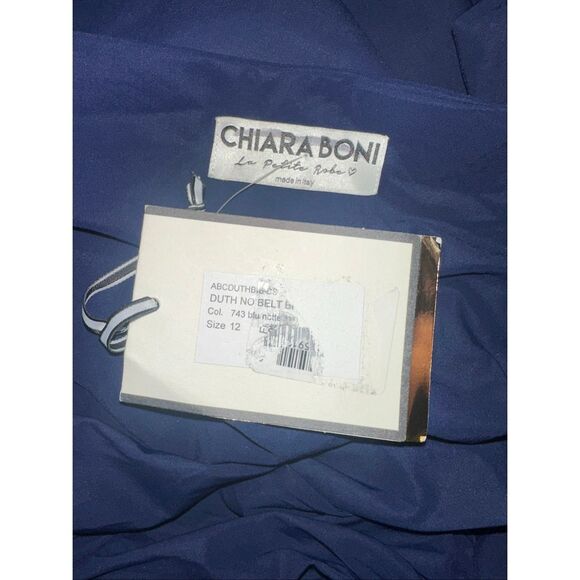 CHIARA BONI
La Petite Robe ♡
made in Italy
DUTH NO BELT
Col. 743 blu notte
Size 12